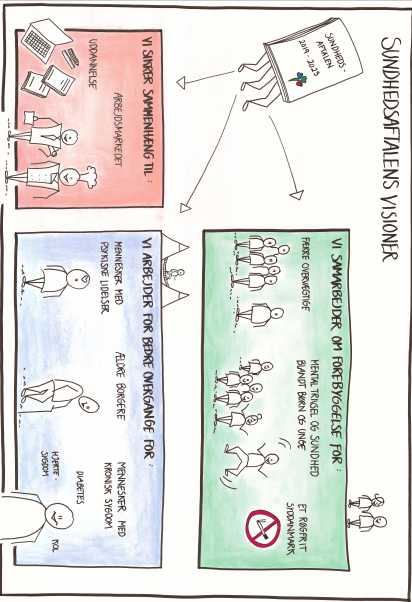 SUNDHEDSAFTALENS VISIONER
SUNDHEDS-
AFTALEN
2019-2023
VI SAMARBEJDER OM FOREBYGGELSE FOR:
FÆRRE OVERVÆGTIGE
MENTAL TRIVSEL OG SUNDHED
BLANDT BØRN OG UNGE
ET RØGFRIT
SYDDANMARK
VI SIKRER SAMMENHÆNG TIL:
ARBEJDSMARKEDET
UDDANNELSE
VI ARBEJDER FOR BEDRE OVERGANGE FOR:
MENNESKER MED
PSYKISKE LIDELSER
ÆLDRE BORGERE
MENNESKER MED
KRONISK SYGDOM
DIABETES
HJERTE-
SYGDOM
KOL